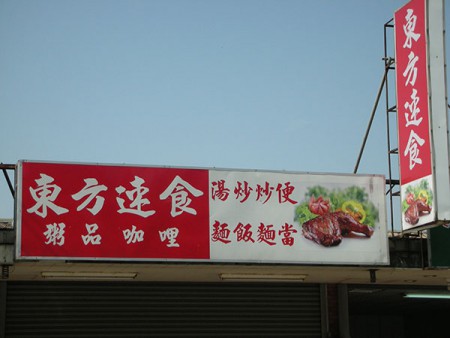 東方速食
粥品咖哩
便當
炒麵
炒飯
湯麵
東方速食